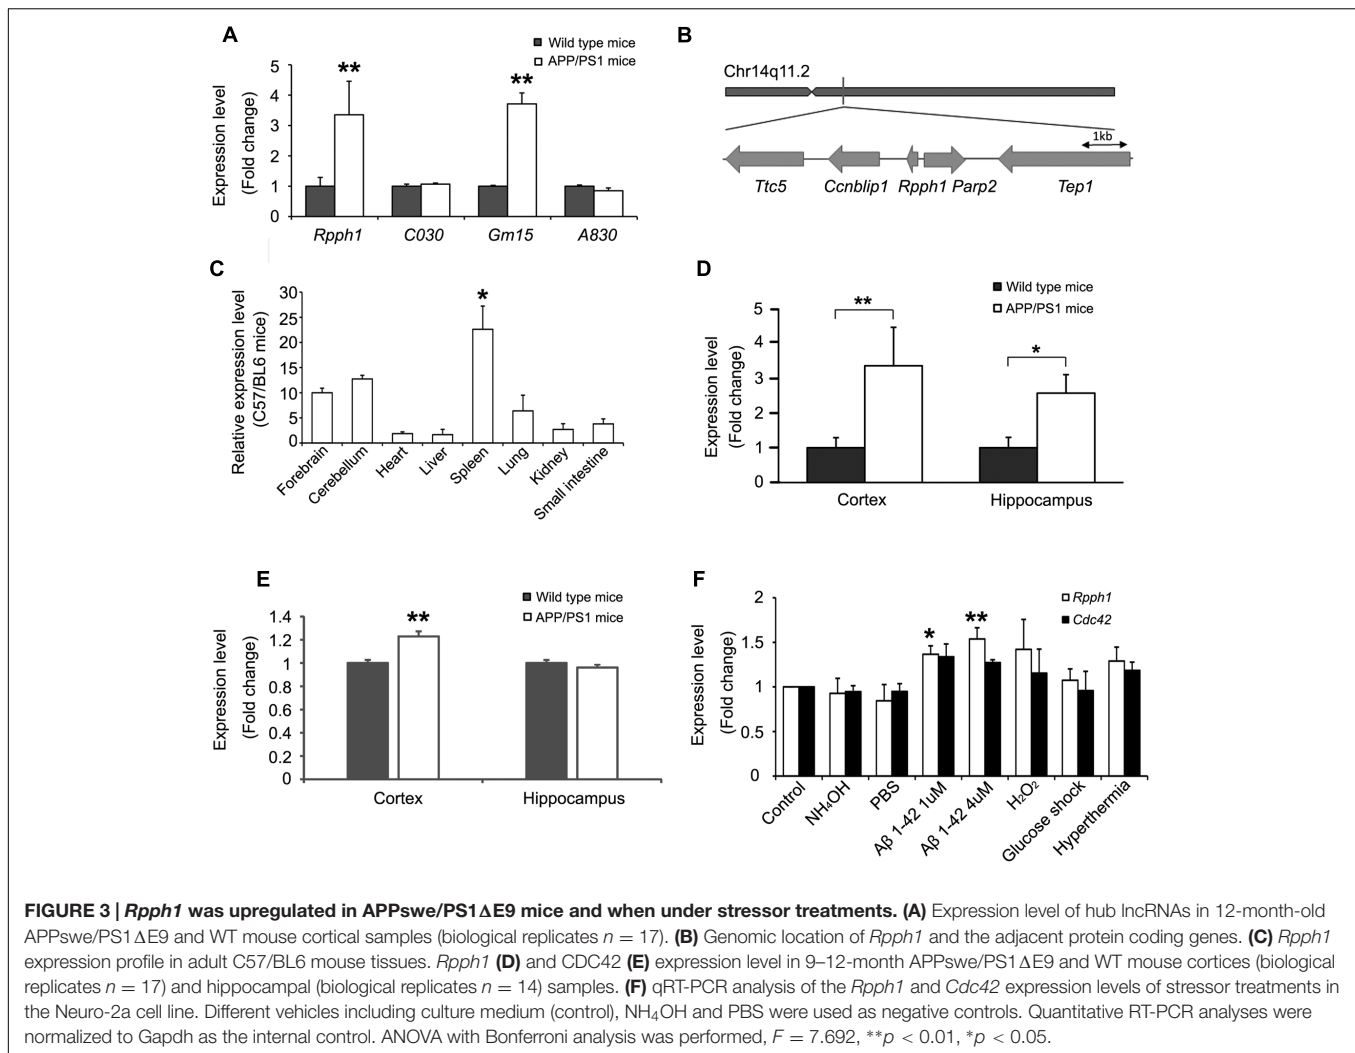 A
Wild type mice
APP/PS1 mice
Expression level
(Fold change)
5
4
3
2
1
0
**
**
Rpph1 C030 Gm15 A830
B
Chr14q11.2
1kb
Ttc5 Ccnblip1 Rpph1 Parp2 Tep1
C
Relative expression level
(C57/BL6 mice)
30
25
20
15
10
5
0
*
Forebrain
Cerebellum
Heart
Liver
Spleen
Lung
Kidney
Small intestine
D
Wild type mice
APP/PS1 mice
Expression level
(Fold change)
5
4
3
2
1
0
**
*
Cortex Hippocampus
E
Wild type mice
APP/PS1 mice
Expression level
(Fold change)
1.4
1.2
1
0.8
0.6
0.4
0.2
0
**
Cortex Hippocampus
F
Rpph1
Cdc42
Expression level
(Fold change)
2
1.5
1
0.5
0
*
**
Control
NH₄OH
PBS
Aβ 1-42 1uM
Aβ 1-42 4uM
H₂O₂
Glucose shock
Hyperthermia
FIGURE 3 | Rpph1 was upregulated in APPswe/PS1ΔE9 mice and when under stressor treatments. (A) Expression level of hub lncRNAs in 12-month-old
APPswe/PS1ΔE9 and WT mouse cortical samples (biological replicates n = 17). (B) Genomic location of Rpph1 and the adjacent protein coding genes. (C) Rpph1
expression profile in adult C57/BL6 mouse tissues. Rpph1 (D) and CDC42 (E) expression level in 9–12-month APPswe/PS1ΔE9 and WT mouse cortices (biological
replicates n = 17) and hippocampal (biological replicates n = 14) samples. (F) qRT-PCR analysis of the Rpph1 and Cdc42 expression levels of stressor treatments in
the Neuro-2a cell line. Different vehicles including culture medium (control), NH₄OH and PBS were used as negative controls. Quantitative RT-PCR analyses were
normalized to Gapdh as the internal control. ANOVA with Bonferroni analysis was performed, F = 7.692, **p < 0.01, *p < 0.05.